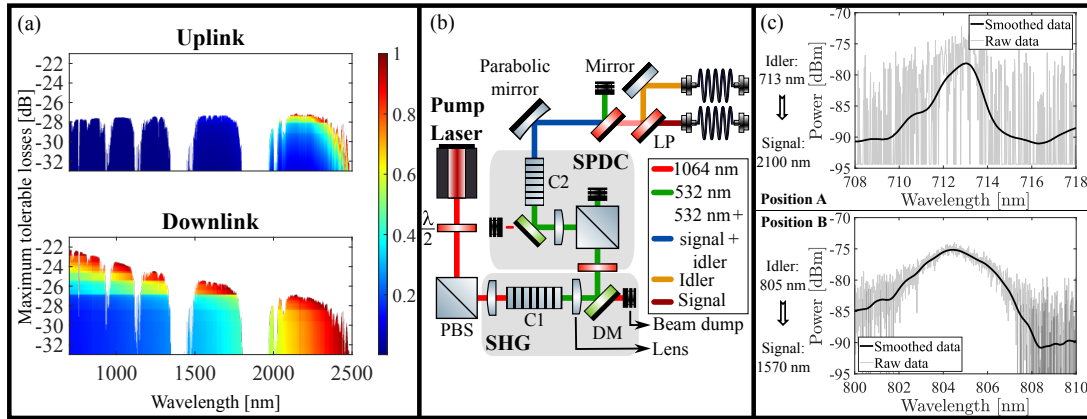 (a)
Uplink
-22
-24
-26
-28
-30
-32
1
0.8
0.6
0.4
0.2
Maximum tolerable losses [dB]
Downlink
-22
-24
-26
-28
-30
-32
1000
1500
2000
2500
Wavelength [nm]
(b)
Parabolic
mirror
Mirror
Pump
Laser
LP
SPDC
C2
λ
2
1064 nm
532 nm
532 nm+
signal +
idler
Idler
Signal
PBS
C1
DM
SHG
Beam dump
Lens
(c)
Idler:
713 nm
Signal:
2100 nm
Position A
-70
-75
-80
-85
-90
-95
Power [dBm]
Smoothed data
Raw data
708
710
712
714
716
718
Wavelength [nm]
Position B
Idler:
805 nm
Signal:
1570 nm
-70
-75
-80
-85
-90
-95
Power [dBm]
Smoothed data
Raw data
800
802
804
806
808
810
Wavelength [nm]